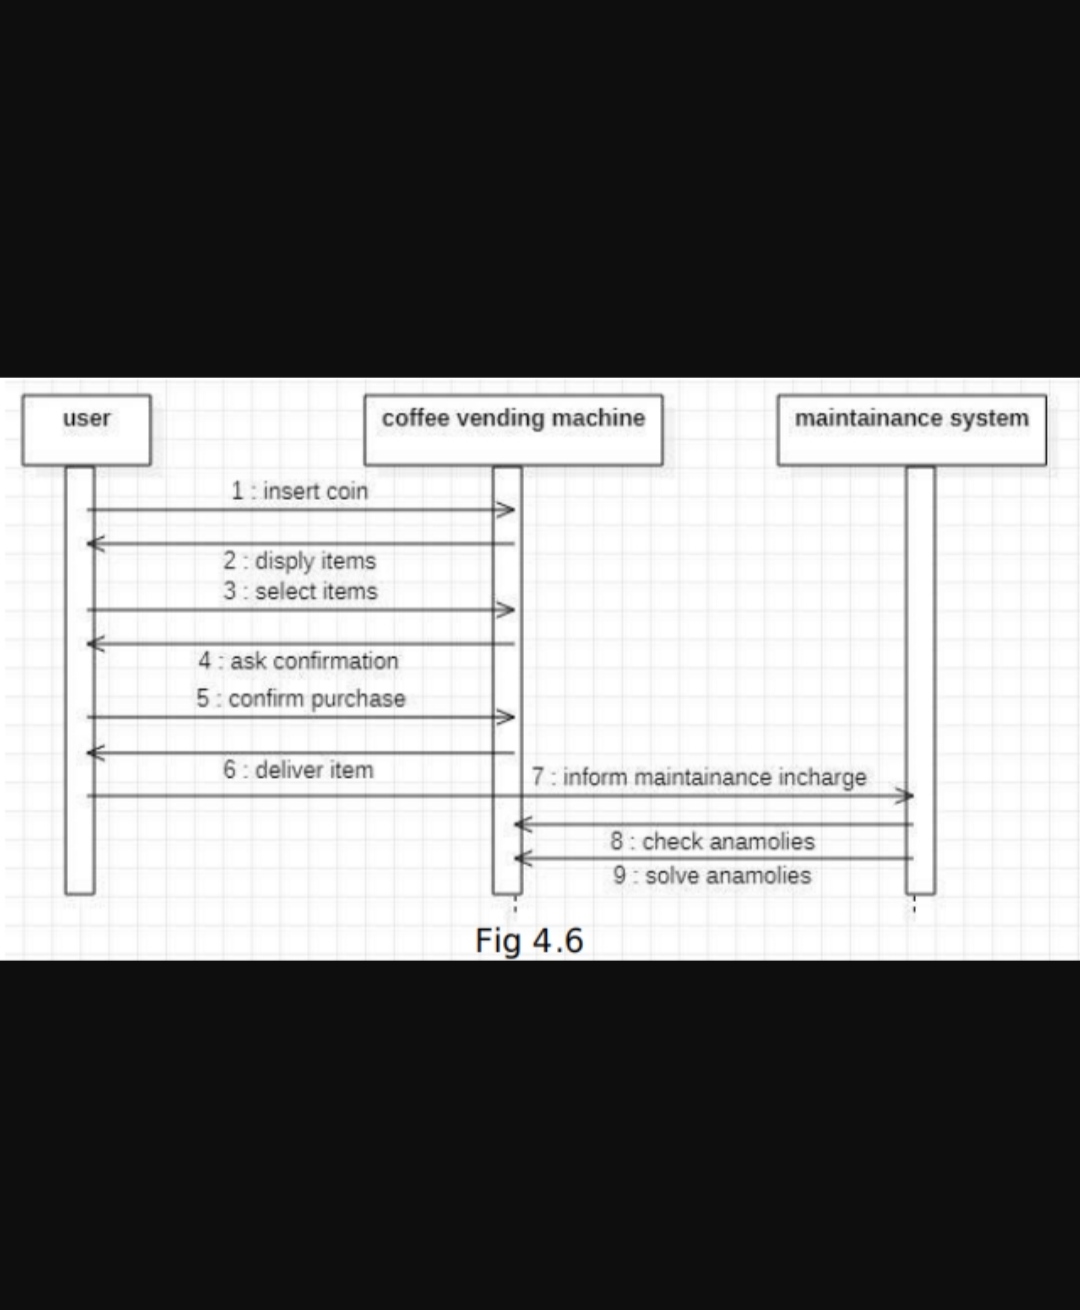 user
coffee vending machine
maintainance system
1 : insert coin
2 : disply items
3 : select items
4 : ask confirmation
5 : confirm purchase
6 : deliver item
7 : inform maintainance incharge
8 : check anamolies
9 : solve anamolies
Fig 4.6